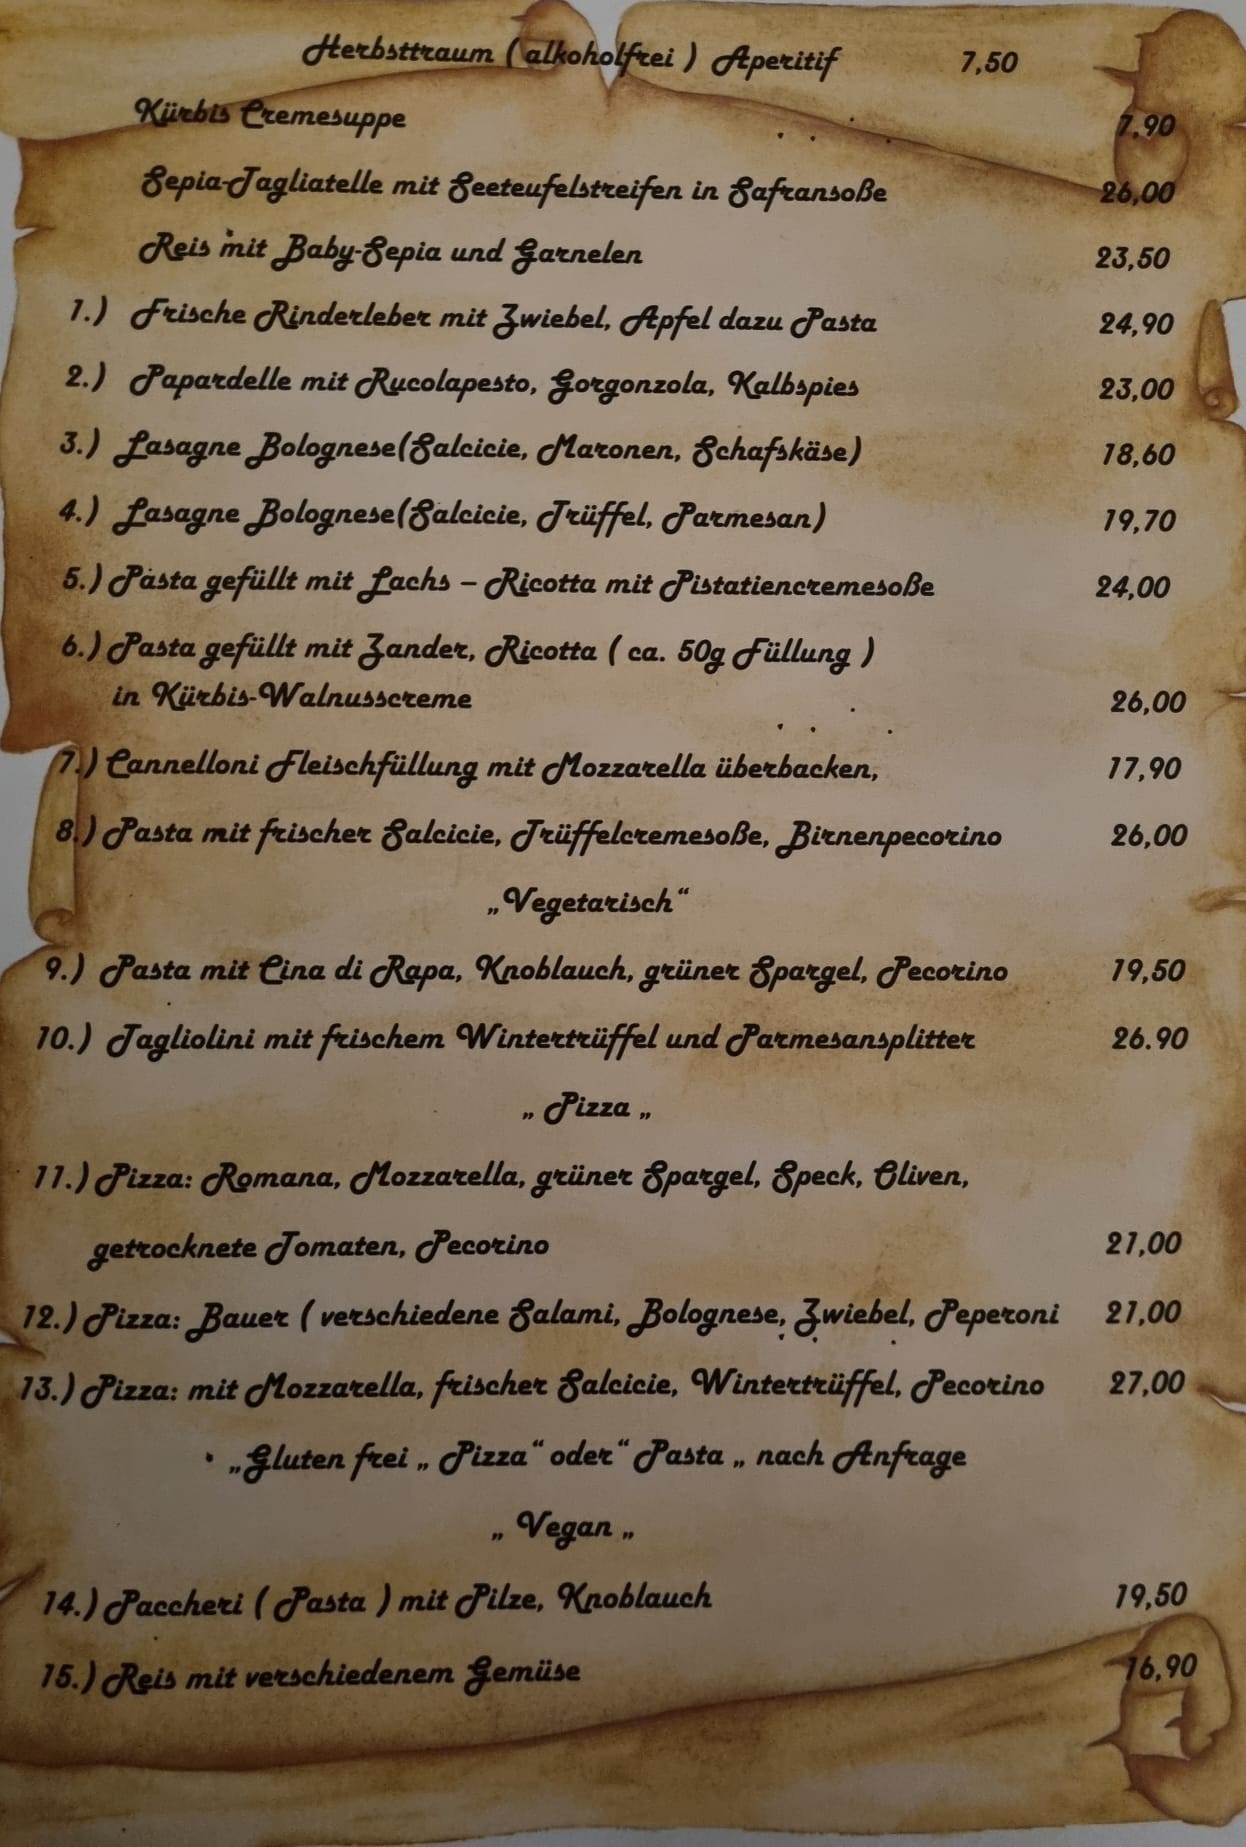 Herbsttraum ( alkoholfrei ) Aperitif 7,50
Kürbis Cremesuppe 7,90
Sepia-Tagliatelle mit Seeteufelstreifen in Safransoße 26,00
Reis mit Baby-Sepia und Garnelen 23,50
1.) Frische Rinderleber mit Zwiebel, Apfel dazu Pasta 24,90
2.) Papardelle mit Rucolapesto, Gorgonzola, Kalbspies 23,00
3.) Lasagne Bolognese(Salcicie, Maronen, Schafskäse) 18,60
4.) Lasagne Bolognese(Salcicie, Trüffel, Parmesan) 19,70
5.) Pasta gefüllt mit Lachs – Ricotta mit Pistatiencremesoße 24,00
6.) Pasta gefüllt mit Zander, Ricotta ( ca. 50g Füllung )
in Kürbis-Walnusscreme 26,00
7.) Cannelloni Fleischfüllung mit Mozzarella überbacken, 17,90
8.) Pasta mit frischer Salcicie, Trüffelcremesoße, Birnenpecorino 26,00
„Vegetarisch“
9.) Pasta mit Cina di Rapa, Knoblauch, grüner Spargel, Pecorino 19,50
10.) Tagliolini mit frischem Wintertrüffel und Parmesansplitter 26.90
„ Pizza „
11.) Pizza: Romana, Mozzarella, grüner Spargel, Speck, Oliven,
getrocknete Tomaten, Pecorino 21,00
12.) Pizza: Bauer ( verschiedene Salami, Bolognese, Zwiebel, Peperoni 21,00
13.) Pizza: mit Mozzarella, frischer Salcicie, Wintertrüffel, Pecorino 27,00
„Gluten frei „ Pizza“ oder“ Pasta „ nach Anfrage
„ Vegan „
14.) Paccheri ( Pasta ) mit Pilze, Knoblauch 19,50
15.) Reis mit verschiedenem Gemüse 16,90